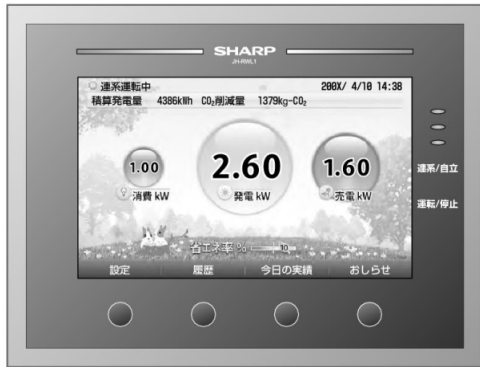 SHARP
JH-RWL1
連系運転中 200X/ 4/10 14:38
積算発電量 4386kWh CO₂削減量 1379kg-CO₂
1.00 2.60 1.60
消費 kW 発電 kW 売電 kW
連系/自立
運転/停止
省エネ率 % 10
設定 履歴 今日の実績 おしらせ